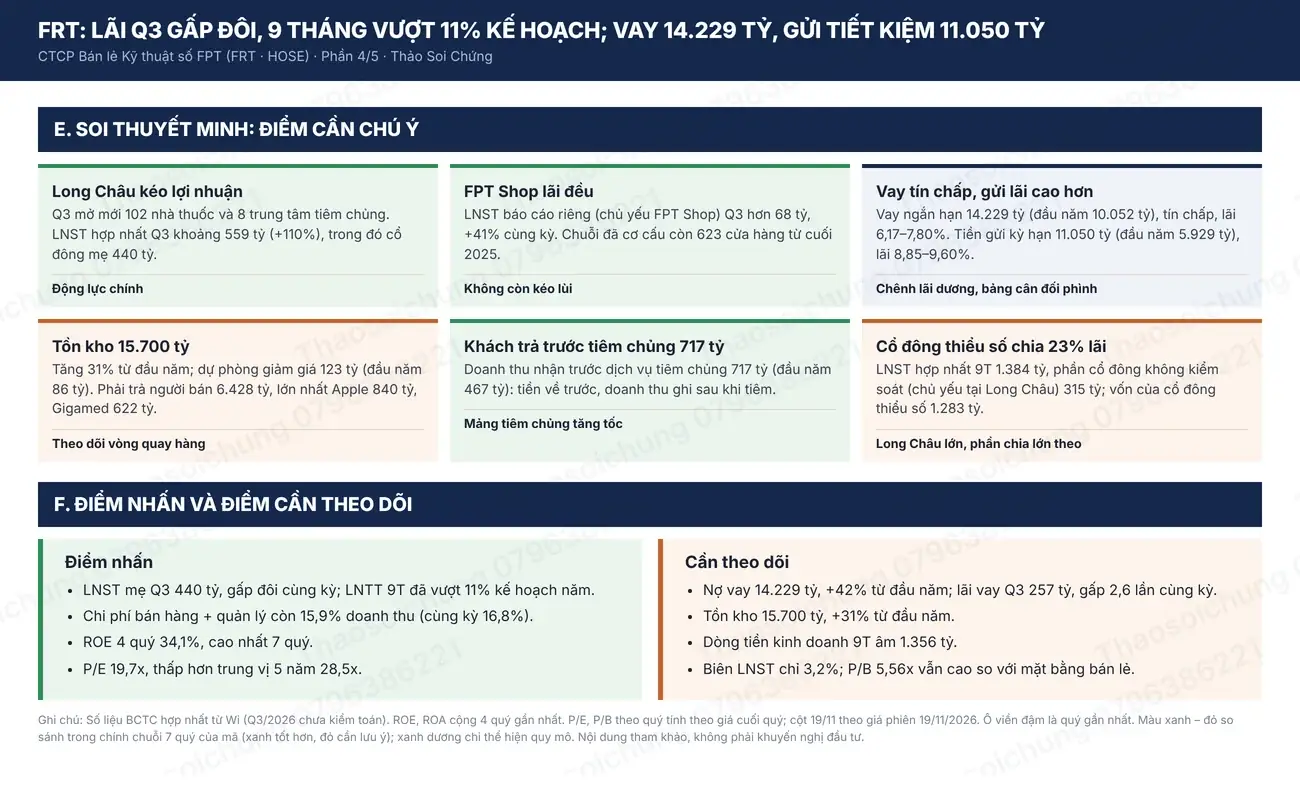 FRT: LÃI Q3 GẤP ĐÔI, 9 THÁNG VƯỢT 11% KẾ HOẠCH; VAY 14.229 TỶ, GỬI TIẾT KIỆM 11.050 TỶ
CTCP Bán lẻ Kỹ thuật số FPT (FRT · HOSE) · Phần 4/5 · Thảo Soi Chứng
E. SOI THUYẾT MINH: ĐIỂM CẦN CHÚ Ý
Long Châu kéo lợi nhuận
Q3 mở mới 102 nhà thuốc và 8 trung tâm tiêm chủng.
LNST hợp nhất Q3 khoảng 559 tỷ (+110%), trong đó cổ
đông mẹ 440 tỷ.
Động lực chính
FPT Shop lãi đều
LNST báo cáo riêng (chủ yếu FPT Shop) Q3 hơn 68 tỷ,
+41% cùng kỳ. Chuỗi đã cơ cấu còn 623 cửa hàng từ cuối
2025.
Không còn kéo lùi
Vay tín chấp, gửi lãi cao hơn
Vay ngắn hạn 14.229 tỷ (đầu năm 10.052 tỷ), tín chấp, lãi
6,17–7,80%. Tiền gửi kỳ hạn 11.050 tỷ (đầu năm 5.929 tỷ),
lãi 8,85–9,60%.
Chênh lãi dương, bảng cân đối phình
Tồn kho 15.700 tỷ
Tăng 31% từ đầu năm; dự phòng giảm giá 123 tỷ (đầu năm
86 tỷ). Phải trả người bán 6.428 tỷ, lớn nhất Apple 840 tỷ,
Gigamed 622 tỷ.
Theo dõi vòng quay hàng
Khách trả trước tiêm chủng 717 tỷ
Doanh thu nhận trước dịch vụ tiêm chủng 717 tỷ (đầu năm
467 tỷ): tiền về trước, doanh thu ghi sau khi tiêm.
Mảng tiêm chủng tăng tốc
Cổ đông thiểu số chia 23% lãi
LNST hợp nhất 9T 1.384 tỷ, phần cổ đông không kiểm
soát (chủ yếu tại Long Châu) 315 tỷ; vốn của cổ đông
thiểu số 1.283 tỷ.
Long Châu lớn, phần chia lớn theo
F. ĐIỂM NHẤN VÀ ĐIỂM CẦN THEO DÕI
Điểm nhấn
• LNST mẹ Q3 440 tỷ, gấp đôi cùng kỳ; LNTT 9T đã vượt 11% kế hoạch năm.
• Chi phí bán hàng + quản lý còn 15,9% doanh thu (cùng kỳ 16,8%).
• ROE 4 quý 34,1%, cao nhất 7 quý.
• P/E 19,7x, thấp hơn trung vị 5 năm 28,5x.
Cần theo dõi
• Nợ vay 14.229 tỷ, +42% từ đầu năm; lãi vay Q3 257 tỷ, gấp 2,6 lần cùng kỳ.
• Tồn kho 15.700 tỷ, +31% từ đầu năm.
• Dòng tiền kinh doanh 9T âm 1.356 tỷ.
• Biên LNST chỉ 3,2%; P/B 5,56x vẫn cao so với mặt bằng bán lẻ.
Ghi chú: Số liệu BCTC hợp nhất từ Wi (Q3/2026 chưa kiểm toán). ROE, ROA cộng 4 quý gần nhất. P/E, P/B theo quý tính theo giá cuối quý; cột 19/11 theo giá phiên 19/11/2026. Ô viền đậm là quý gần nhất. Màu xanh – đỏ so
sánh trong chính chuỗi 7 quý của mã (xanh tốt hơn, đỏ cần lưu ý); xanh dương chỉ thể hiện quy mô. Nội dung tham khảo, không phải khuyến nghị đầu tư.
Thaosoichung 0796386221